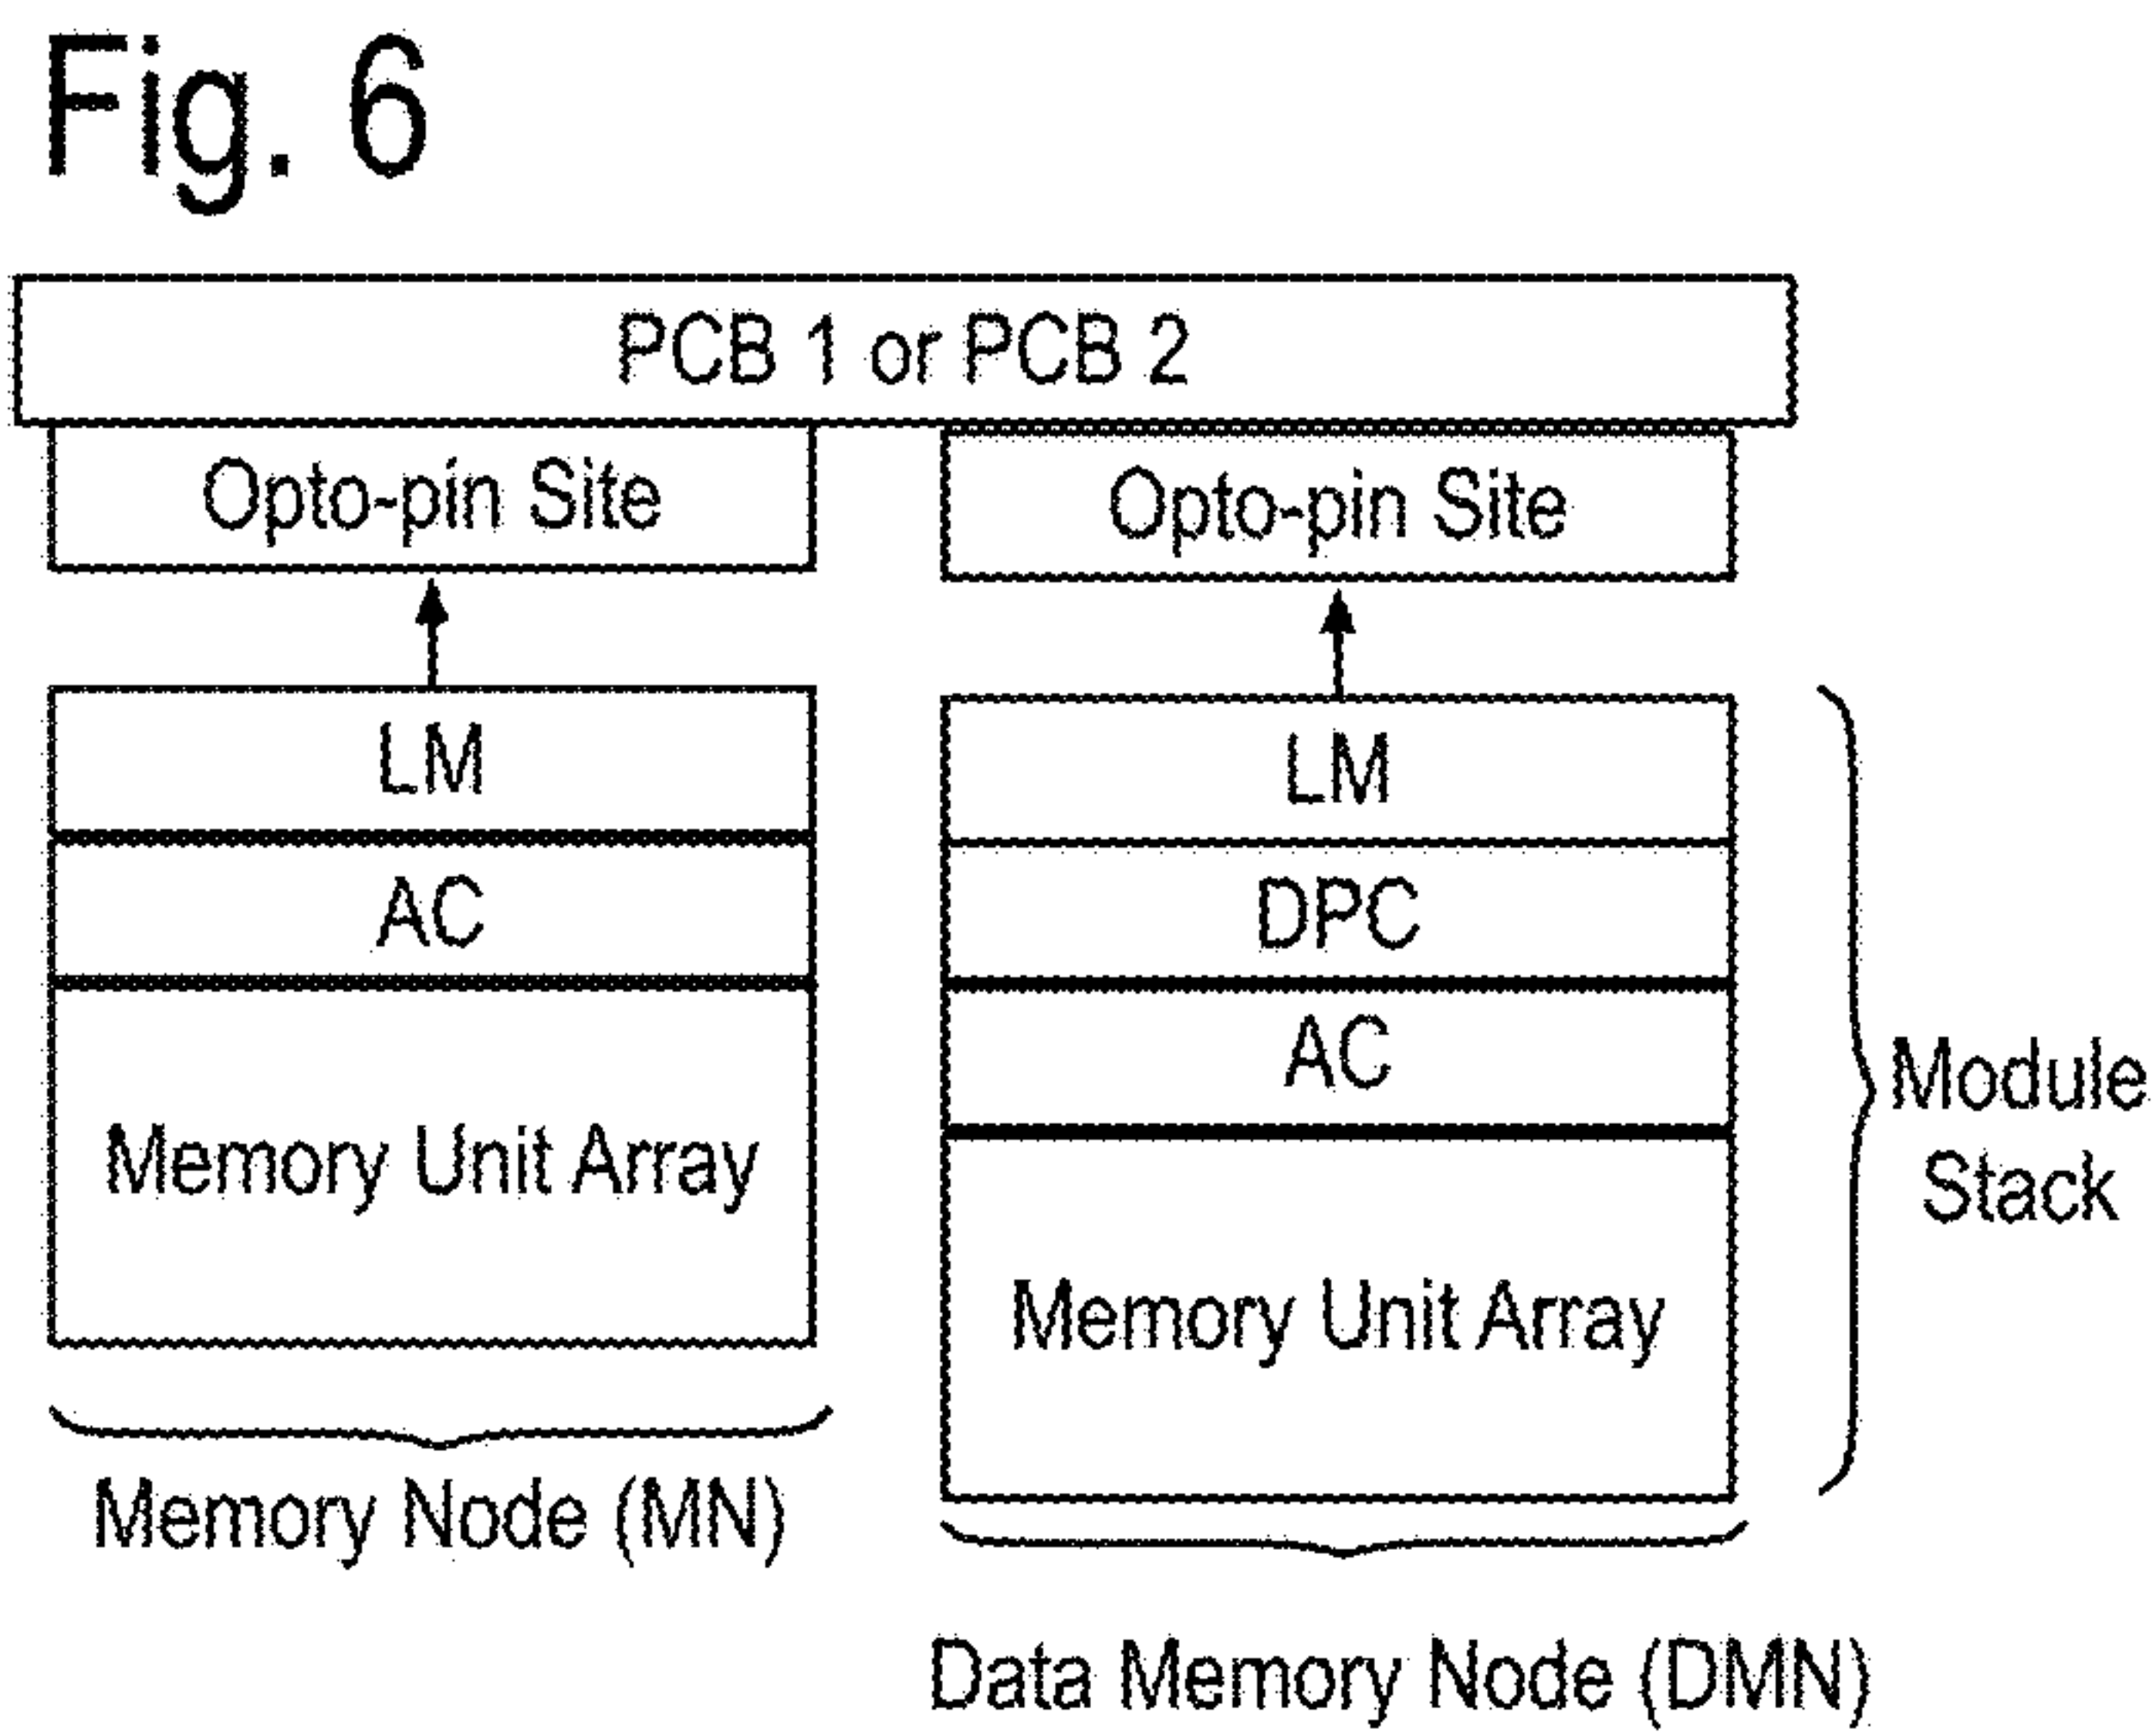 Fig. 6
PCB 1 or PCB 2
Opto-pin Site
Opto-pin Site
LM
AC
Memory Unit Array
Memory Node (MN)
LM
DPC
AC
Memory Unit Array
Data Memory Node (DMN)
Module
Stack